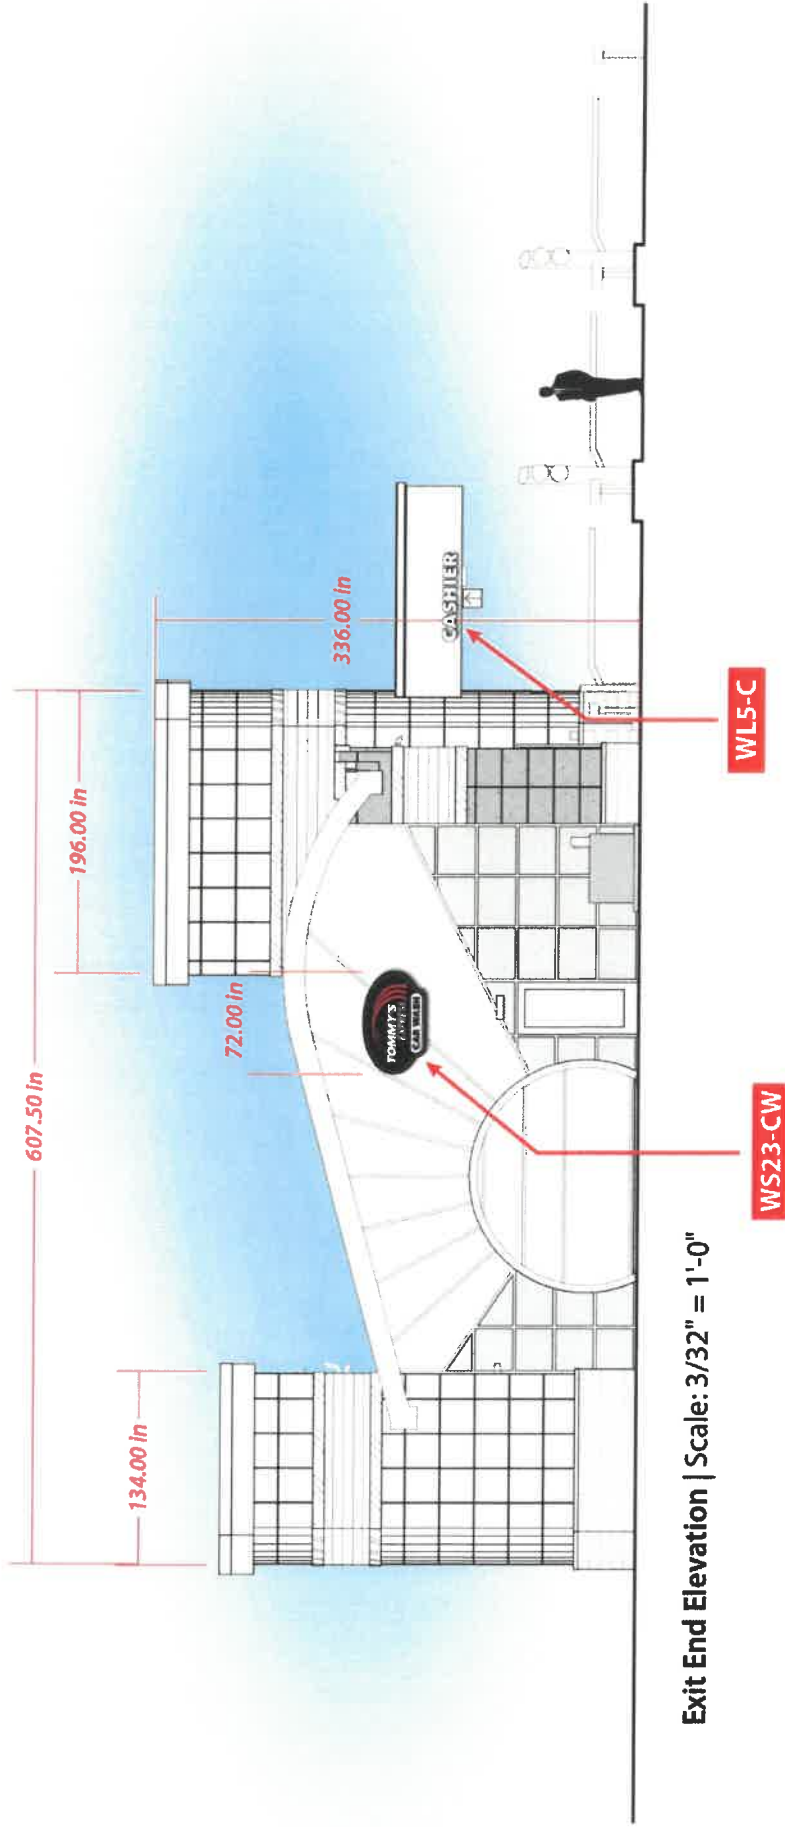 607.50 in
134.00 in
196.00 in
72.00 in
336.00 in
TOMMY'S
EXPRESS
CAR WASH
CASHIER
WS23-CW
WL5-C
Exit End Elevation | Scale: 3/32" = 1'-0"